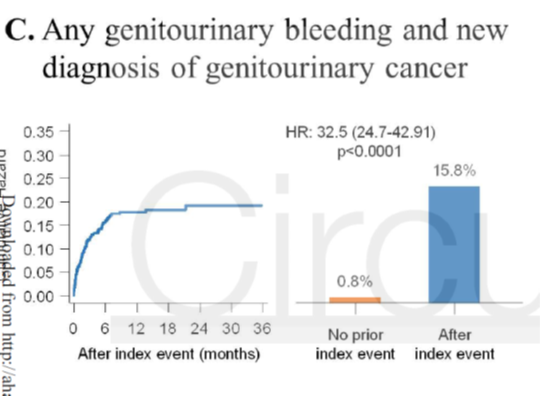 C. Any genitourinary bleeding and new
diagnosis of genitourinary cancer
0.35
0.30
0.25
0.20
0.15
0.10
0.05
0.00
0 6 12 18 24 30 36
After index event (months)
HR: 32.5 (24.7-42.91)
p<0.0001
15.8%
0.8%
No prior
index event
After
index event
Circu
Downloaded from http://aha